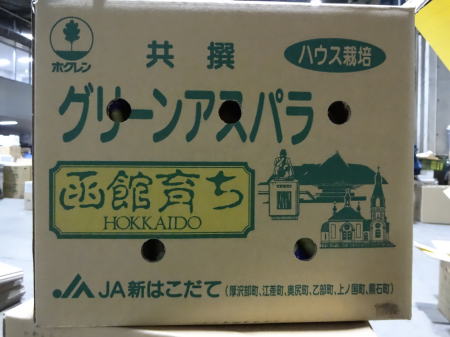 ホクレン
共撰
ハウス栽培
グリーンアスパラ
函館育ち
HOKKAIDO
JA新はこだて(厚沢部町、江差町、奥尻町、乙部町、上ノ国町、熊石町)